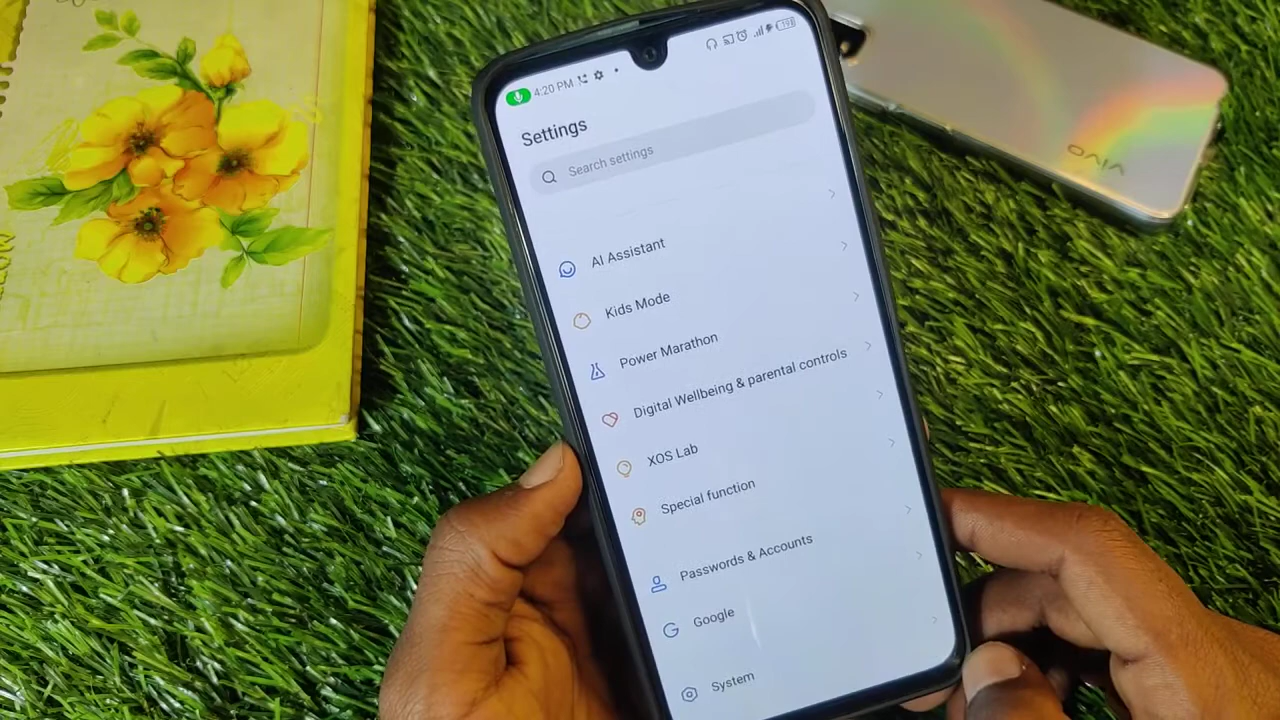 4:20 PM
Settings
Search settings
AI Assistant
Kids Mode
Power Marathon
Digital Wellbeing & parental controls
XOS Lab
Special function
Passwords & Accounts
Google
System
vivo